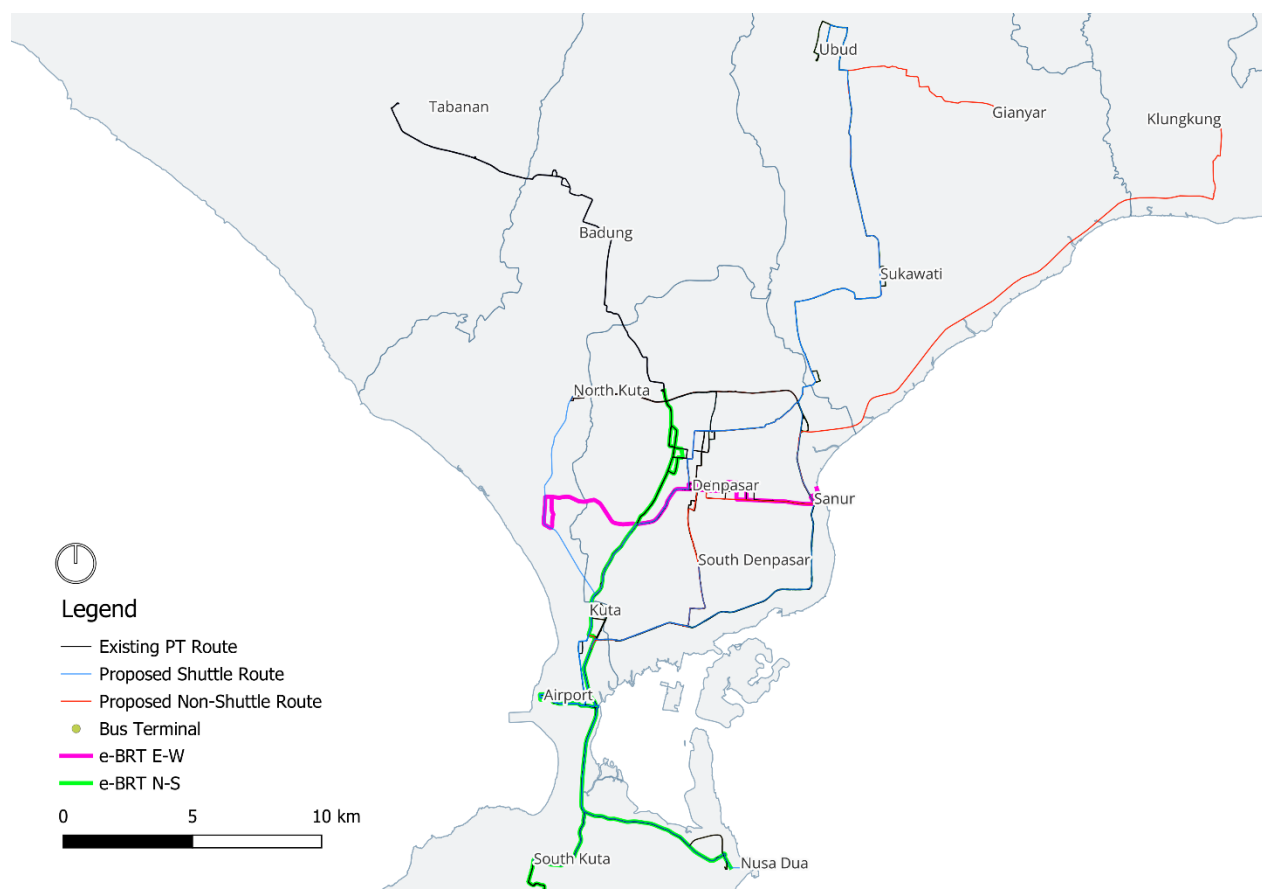 Ubud
Tabanan
Gianyar
Klungkung
Badung
Sukawati
North Kuta
Denpasar
Sanur
South Denpasar
Kuta
Airport
South Kuta
Nusa Dua
Legend
Existing PT Route
Proposed Shuttle Route
Proposed Non-Shuttle Route
Bus Terminal
e-BRT E-W
e-BRT N-S
0 5 10 km